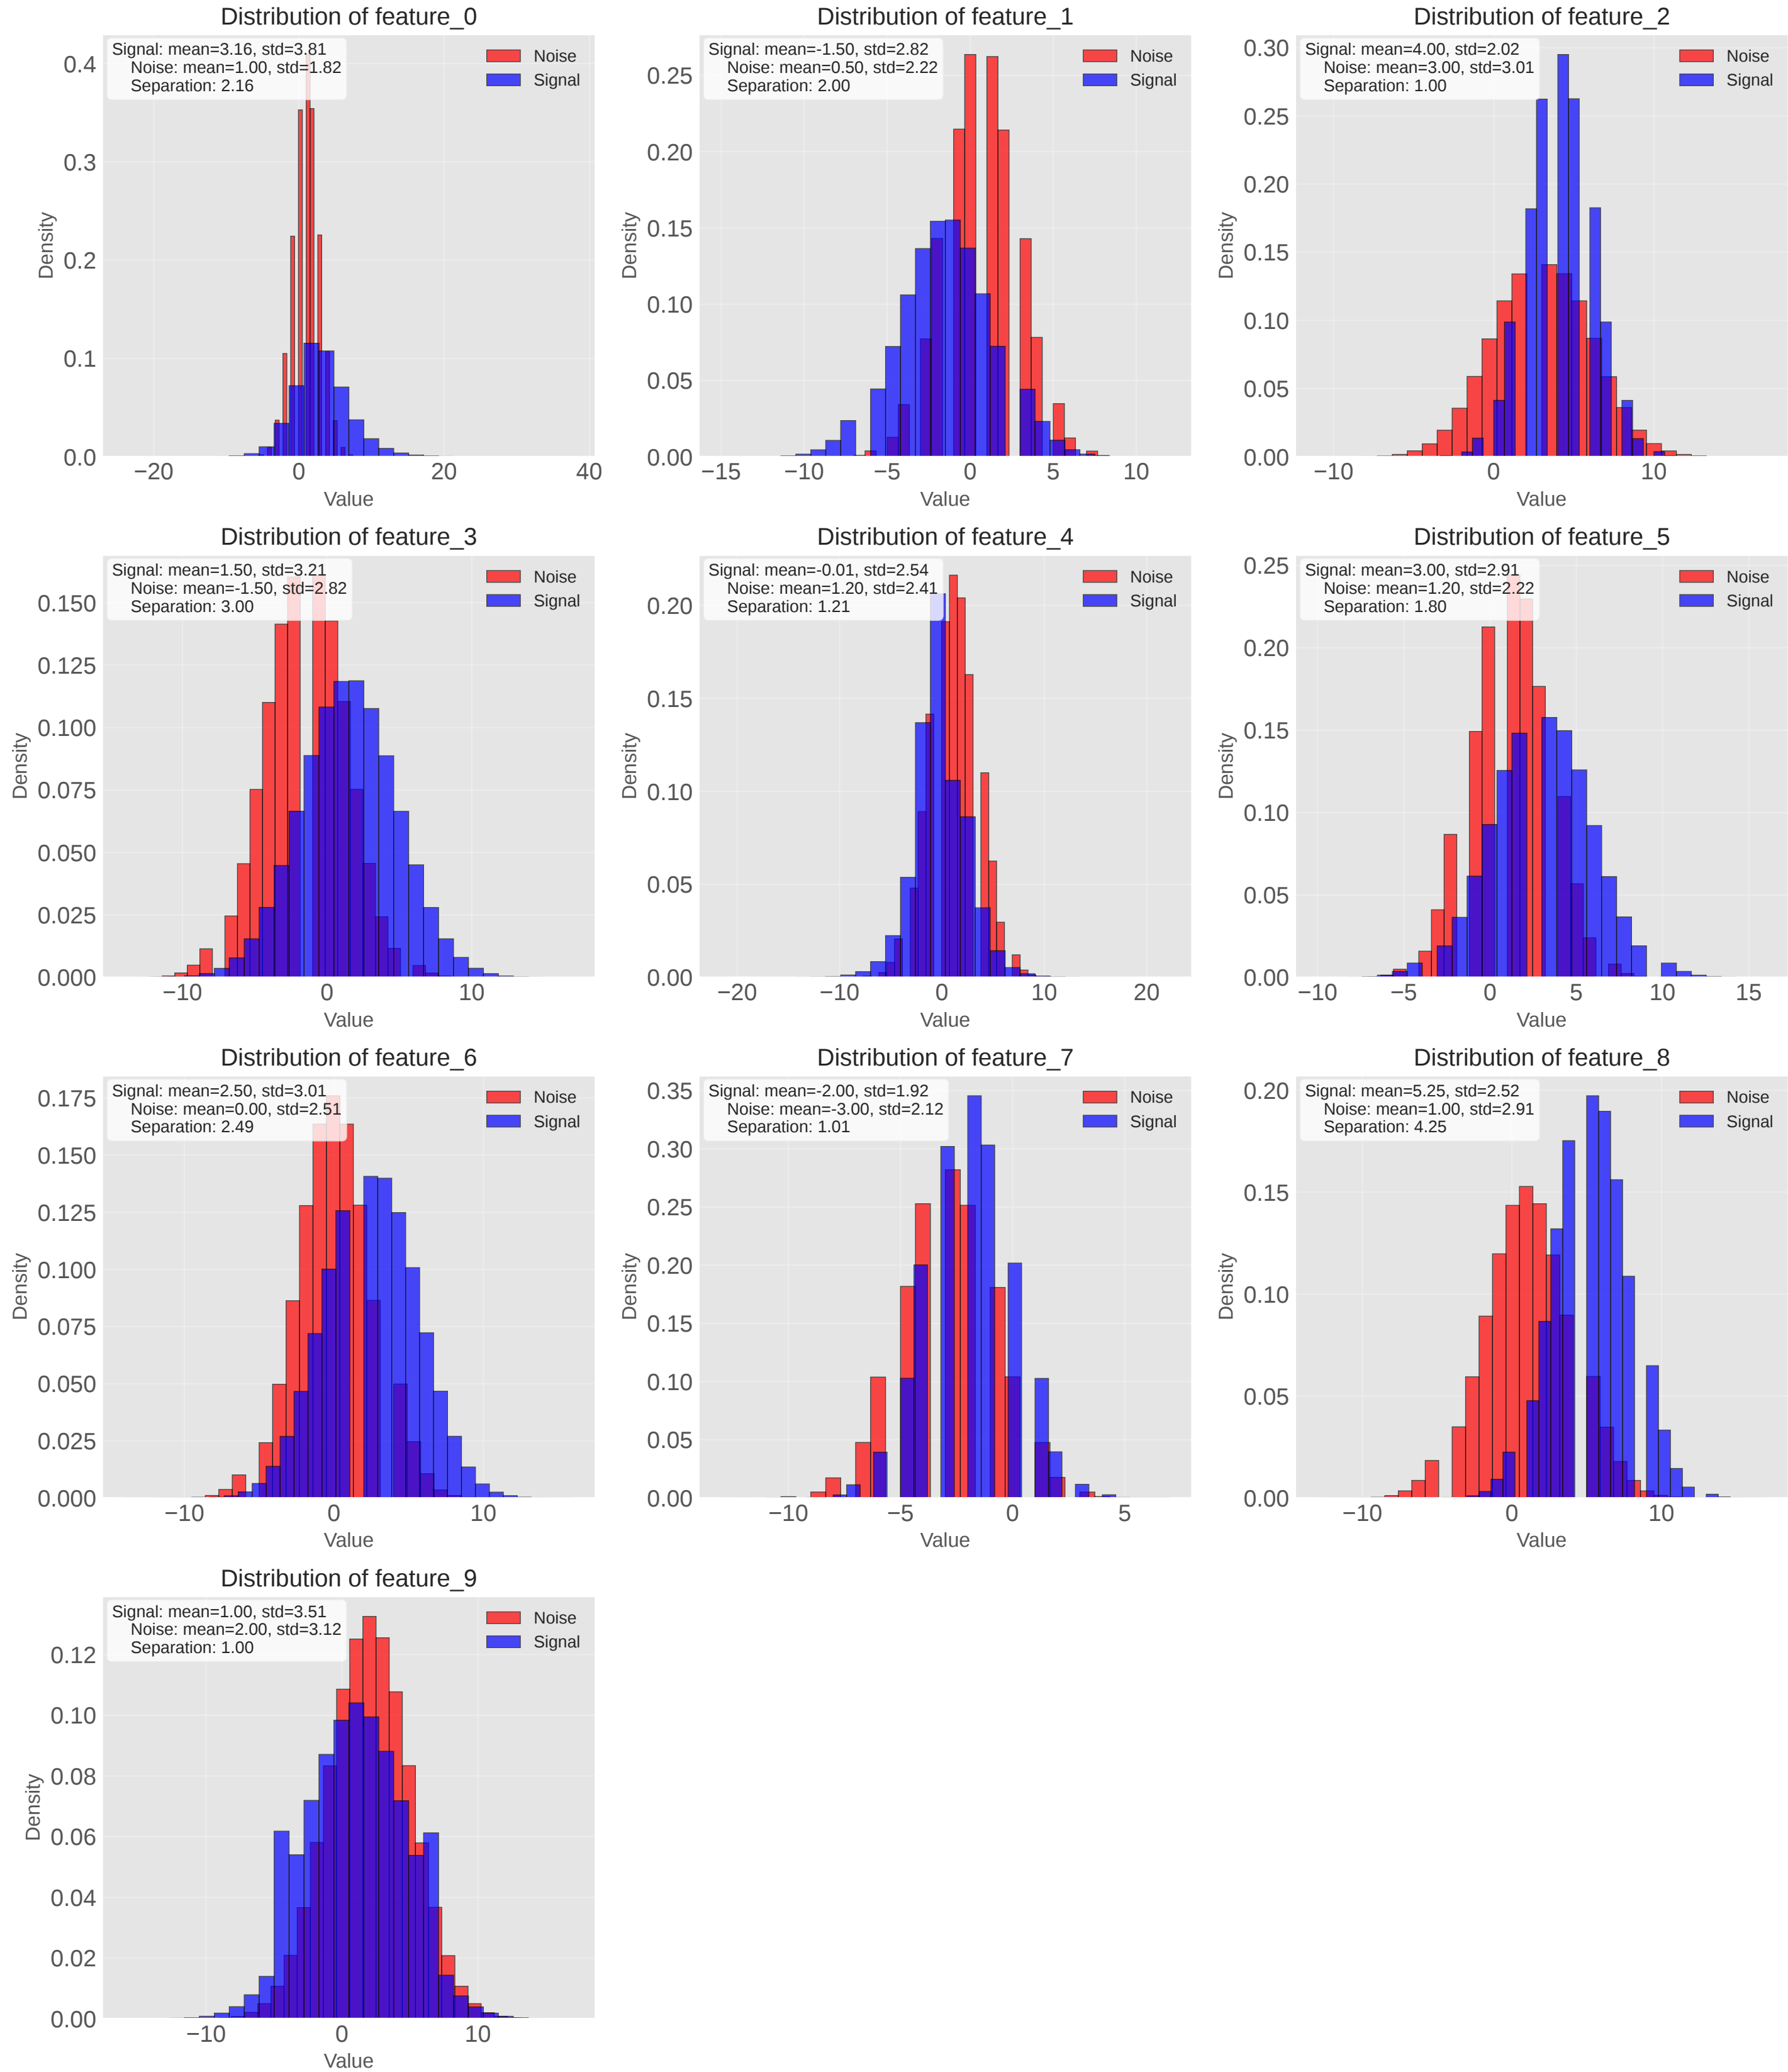 Distribution of feature_0
Signal: mean=3.16, std=3.81
Noise: mean=1.00, std=1.82
Separation: 2.16
Noise
Signal
0.4
0.3
0.2
0.1
0.0
Density
−20 0 20 40
Value
Distribution of feature_1
Signal: mean=-1.50, std=2.82
Noise: mean=0.50, std=2.22
Separation: 2.00
Noise
Signal
0.25
0.20
0.15
0.10
0.05
0.00
Density
−15 −10 −5 0 5 10
Value
Distribution of feature_2
Signal: mean=4.00, std=2.02
Noise: mean=3.00, std=3.01
Separation: 1.00
Noise
Signal
0.30
0.25
0.20
0.15
0.10
0.05
0.00
Density
−10 0 10
Value
Distribution of feature_3
Signal: mean=1.50, std=3.21
Noise: mean=-1.50, std=2.82
Separation: 3.00
Noise
Signal
0.150
0.125
0.100
0.075
0.050
0.025
0.000
Density
−10 0 10
Value
Distribution of feature_4
Signal: mean=-0.01, std=2.54
Noise: mean=1.20, std=2.41
Separation: 1.21
Noise
Signal
0.20
0.15
0.10
0.05
0.00
Density
−20 −10 0 10 20
Value
Distribution of feature_5
Signal: mean=3.00, std=2.91
Noise: mean=1.20, std=2.22
Separation: 1.80
Noise
Signal
0.25
0.20
0.15
0.10
0.05
0.00
Density
−10 −5 0 5 10 15
Value
Distribution of feature_6
Signal: mean=2.50, std=3.01
Noise: mean=0.00, std=2.51
Separation: 2.49
Noise
Signal
0.175
0.150
0.125
0.100
0.075
0.050
0.025
0.000
Density
−10 0 10
Value
Distribution of feature_7
Signal: mean=-2.00, std=1.92
Noise: mean=-3.00, std=2.12
Separation: 1.01
Noise
Signal
0.35
0.30
0.25
0.20
0.15
0.10
0.05
0.00
Density
−10 −5 0 5
Value
Distribution of feature_8
Signal: mean=5.25, std=2.52
Noise: mean=1.00, std=2.91
Separation: 4.25
Noise
Signal
0.20
0.15
0.10
0.05
0.00
Density
−10 0 10
Value
Distribution of feature_9
Signal: mean=1.00, std=3.51
Noise: mean=2.00, std=3.12
Separation: 1.00
Noise
Signal
0.12
0.10
0.08
0.06
0.04
0.02
0.00
Density
−10 0 10
Value